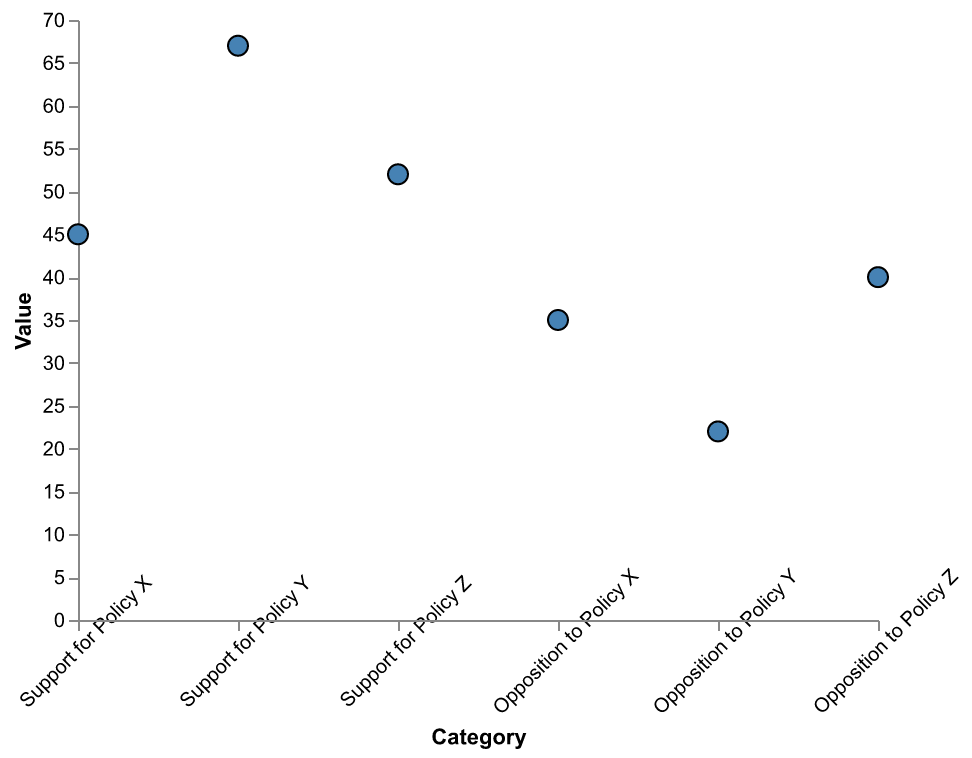 70
65
60
55
50
45
40
35
30
25
20
15
10
5
0
Value
Support for Policy X
Support for Policy Y
Support for Policy Z
Opposition to Policy X
Opposition to Policy Y
Opposition to Policy Z
Category